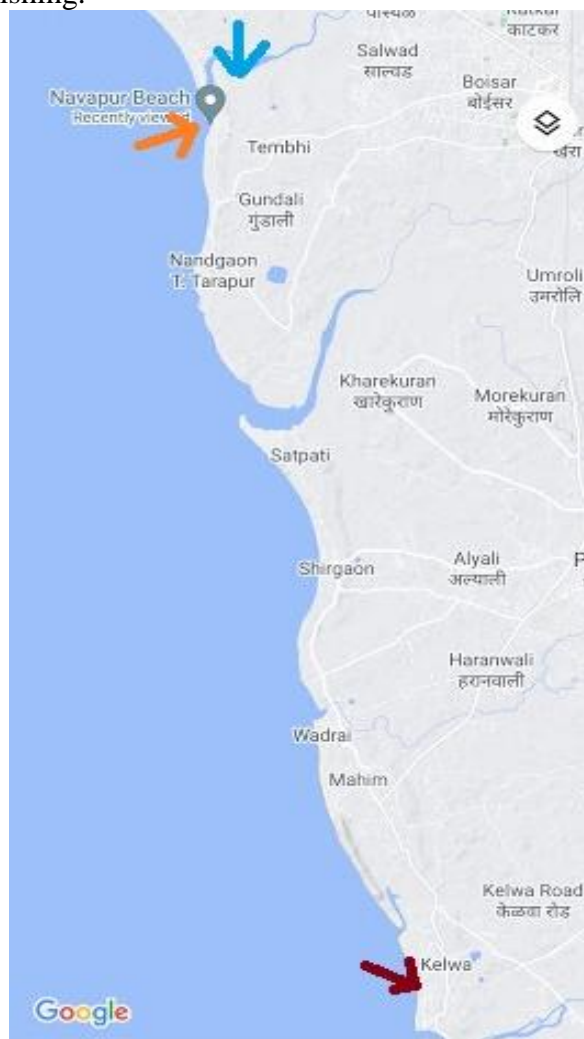 Salwad
सालवड
काटकर
Boisar
बोईसर
Navapur Beach
Tembhi
Gundali
गुंडाली
Nandgaon
T. Tarapur
Umroli
उमरोलि
Kharekuran
खारेकुराण
Morekuran
मोरेकुराण
Satpati
Shirgaon
Alyali
अल्याली
P
Haranwali
हरानवाली
Wadrai
Mahim
Kelwa Road
केळवा रोड
Kelwa
Google